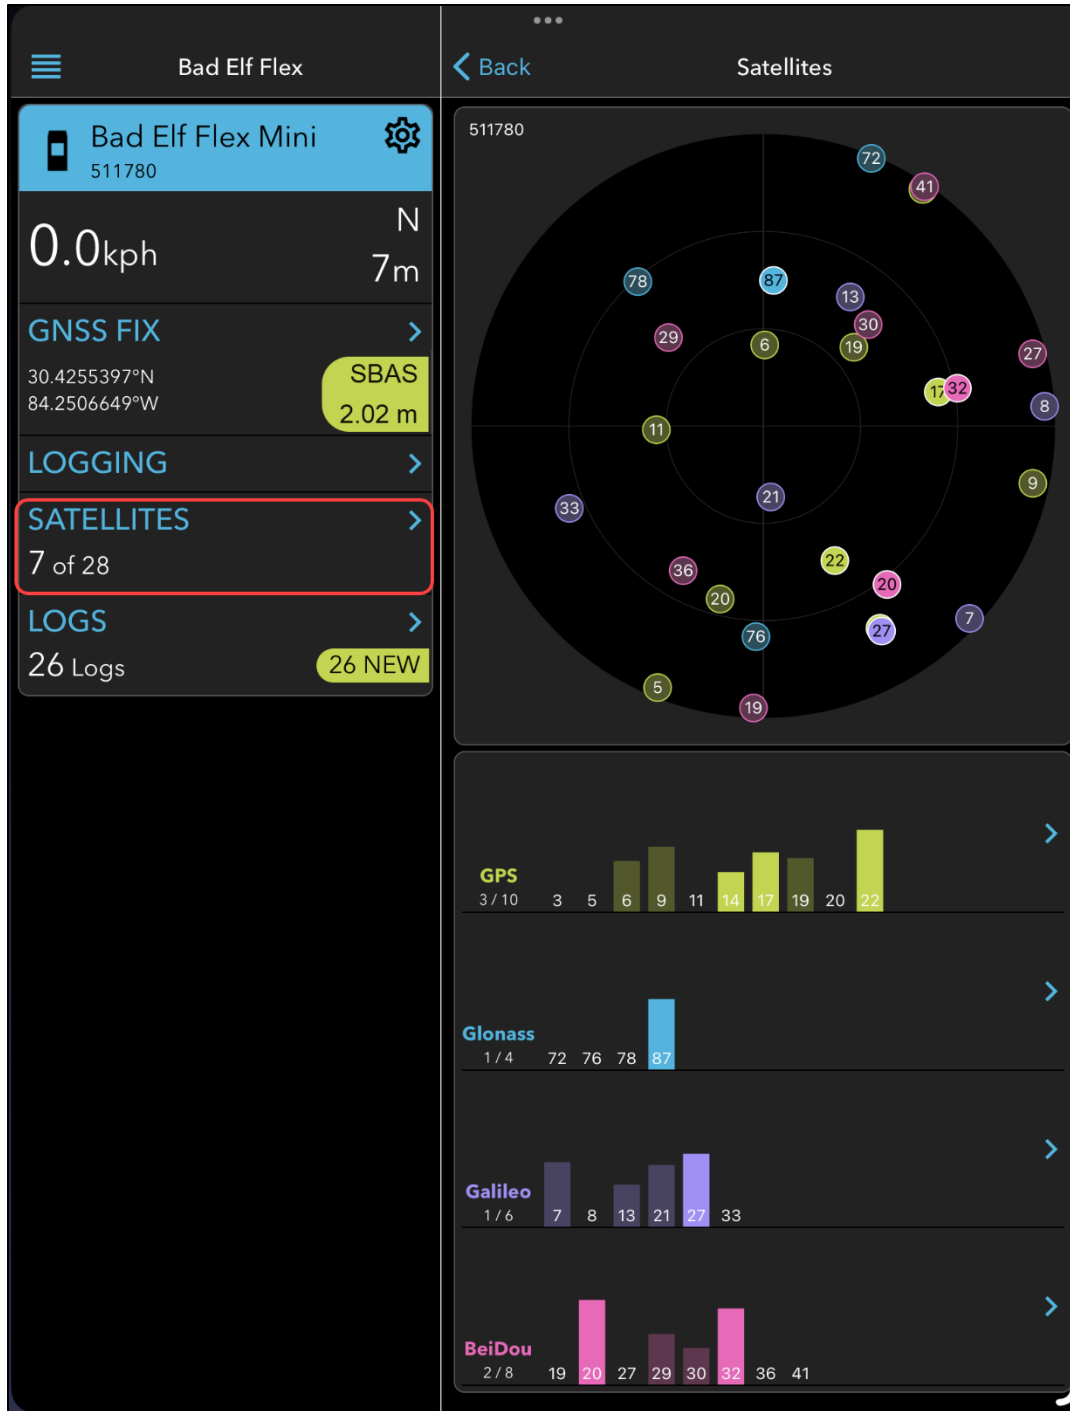 Bad Elf Flex
Bad Elf Flex Mini
511780
0.0kph
N
7m
GNSS FIX
30.4255397°N
84.2506649°W
SBAS
2.02 m
LOGGING
SATELLITES
7 of 28
LOGS
26 Logs
26 NEW
Back
Satellites
511780
72
41
78
87
13
30
29
6
19
27
17
32
8
11
9
33
21
22
36
20
20
7
27
76
5
19
GPS
3 / 10
3 5 6 9 11 14 17 19 20 22
Glonass
1 / 4
72 76 78 87
Galileo
1 / 6
7 8 13 21 27 33
BeiDou
2 / 8
19 20 27 29 30 32 36 41